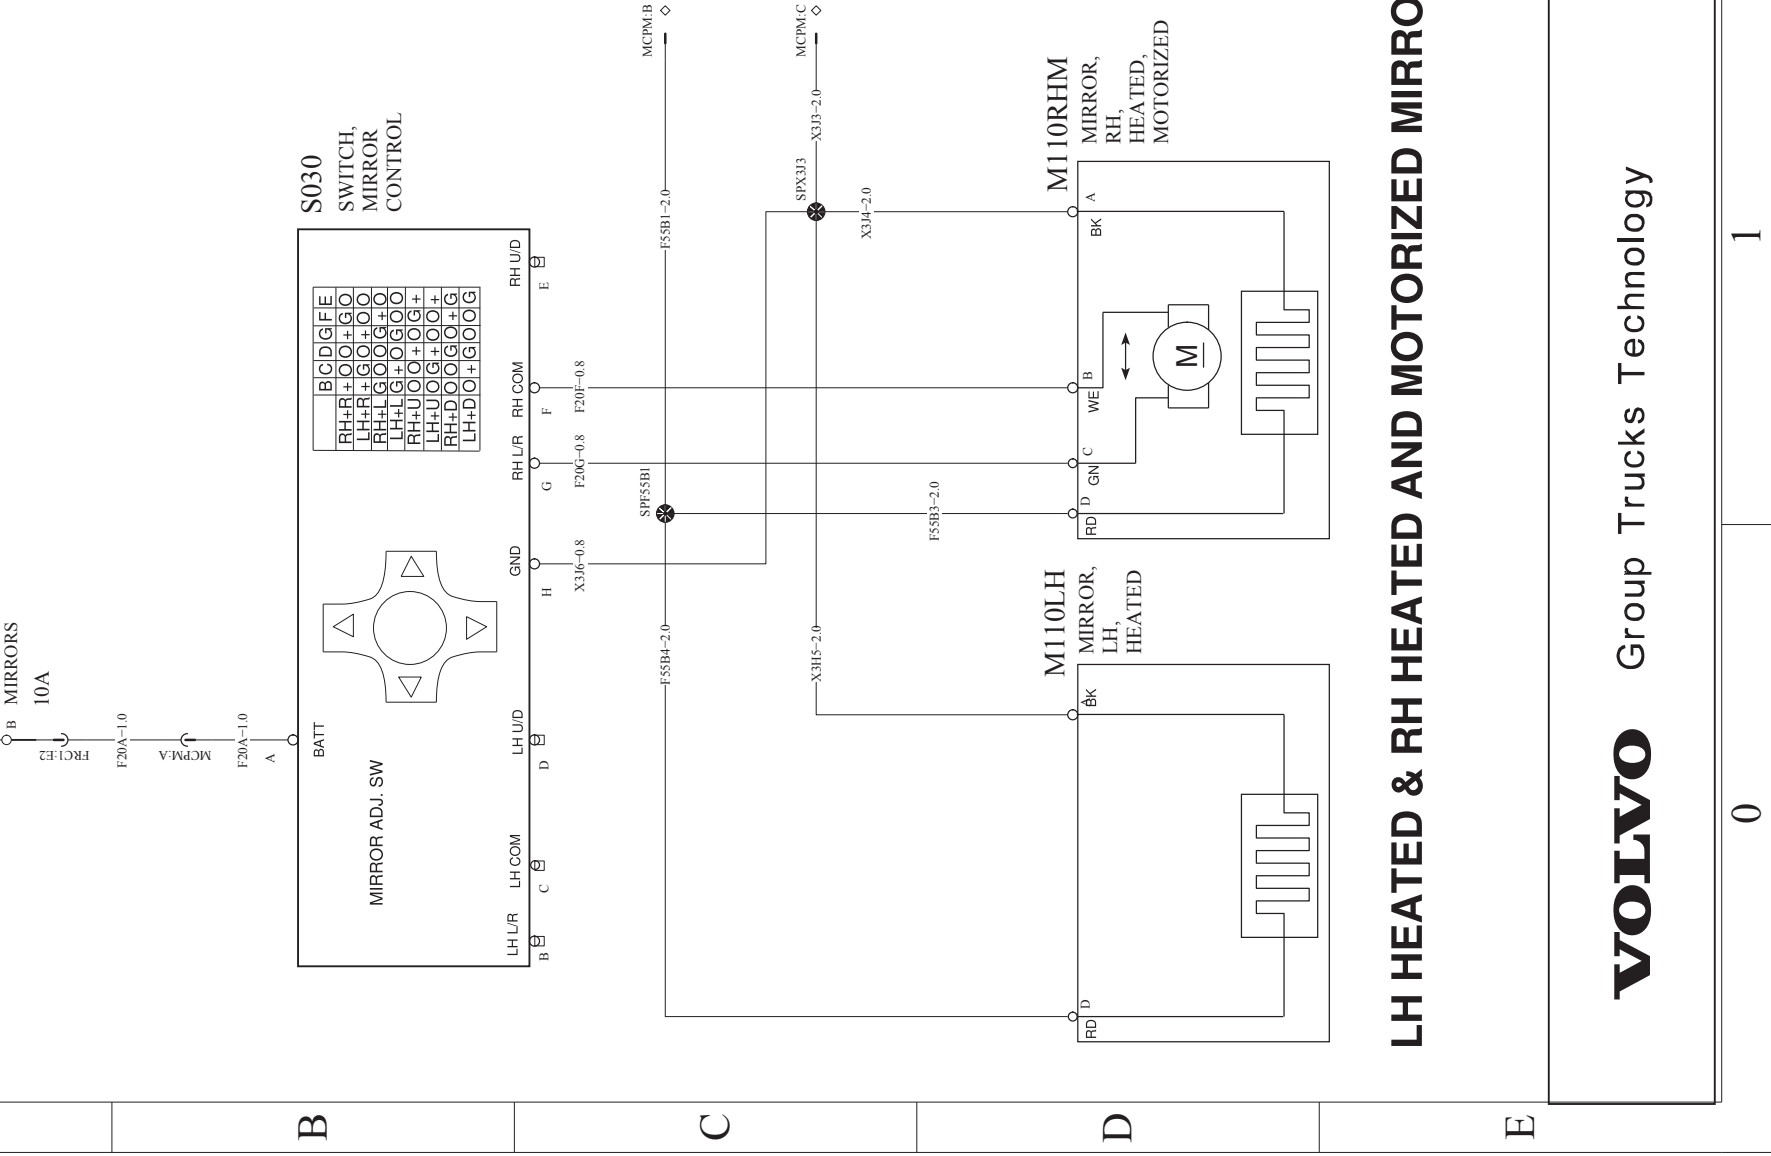 B
MIRRORS
10A
FRC1:E2
F20A-1.0
MCPM:A
F20A-1.0
A
BATT
MIRROR ADJ. SW
S030
SWITCH,
MIRROR
CONTROL
B C D G F E
RH+R + O O + G O
LH+R + G O + O O
RH+L G O O G + O
LH+L G + O G O O
RH+U O O + O G +
LH+U O G + O O +
RH+D O O G O + G
LH+D O + G O O G
LH L/R
LH COM
LH U/D
GND
RH L/R
RH COM
RH U/D
B
C
D
H
G
F
E
X3J6-0.8
F20G-0.8
F20F-0.8
MCPM:B
F55B1-2.0
SPF55B1
F55B4-2.0
MCPM:C
X3J3-2.0
SPX3J3
X3H5-2.0
X3J4-2.0
F55B3-2.0
M110LH
MIRROR,
LH,
HEATED
D
RD
A
BK
M110RHM
MIRROR,
RH,
HEATED,
MOTORIZED
D
RD
C
GN
B
WE
A
BK
M
LH HEATED & RH HEATED AND MOTORIZED MIRRO
VOLVO Group Trucks Technology
0
1
B
C
D
E